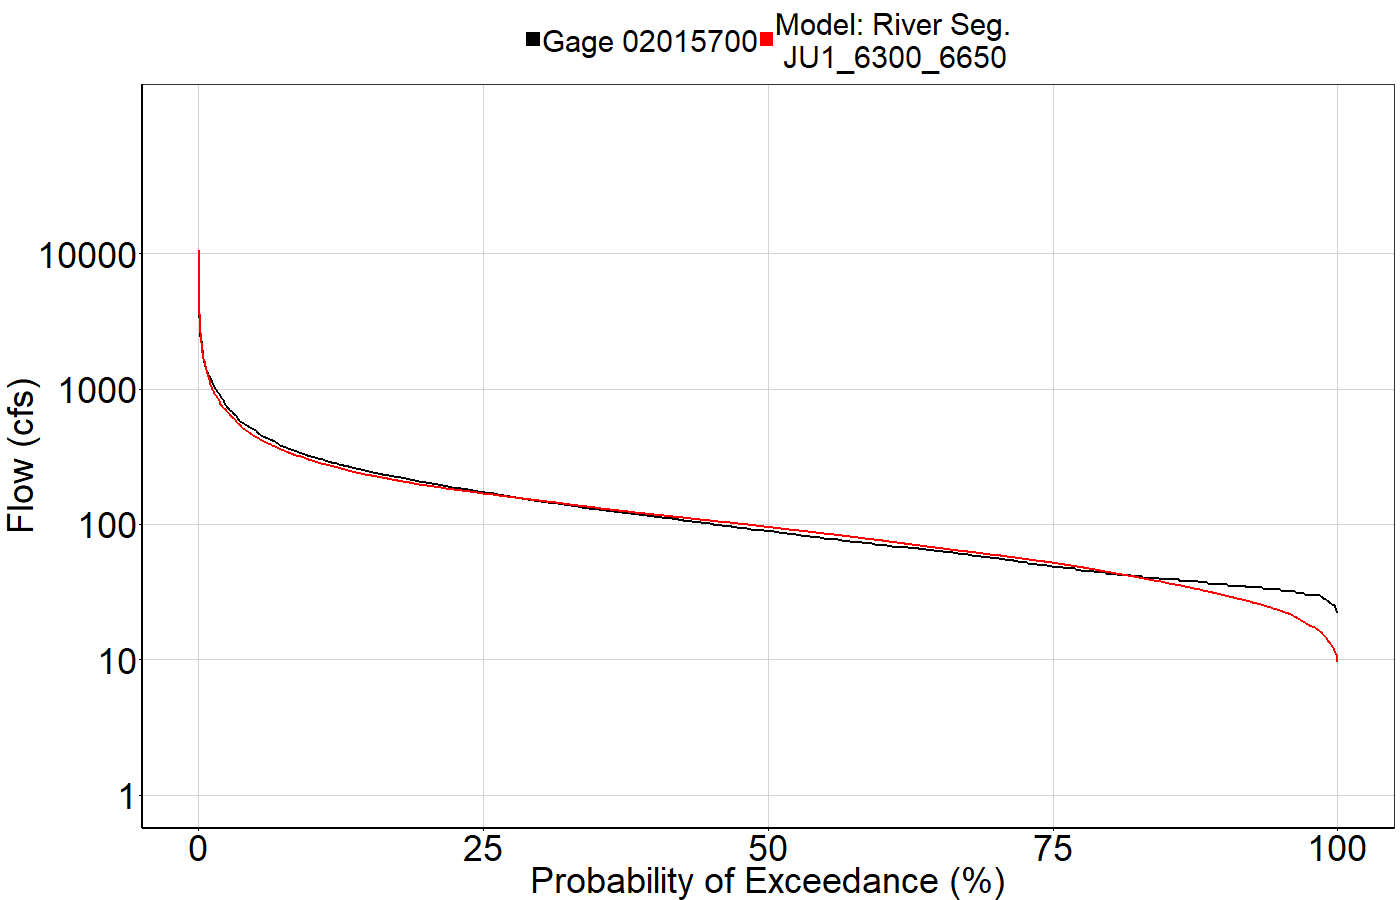 Gage 02015700
Model: River Seg.
JU1_6300_6650
Flow (cfs)
10000
1000
100
10
1
0 25 50 75 100
Probability of Exceedance (%)